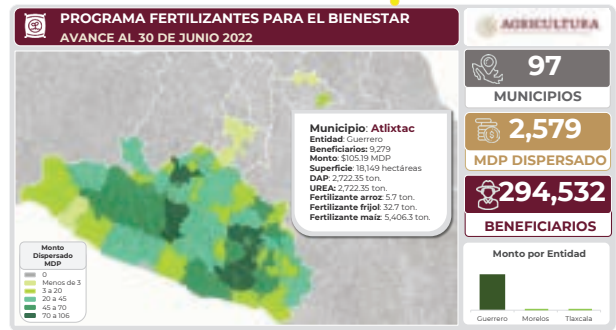 PROGRAMA FERTILIZANTES PARA EL BIENESTAR
AVANCE AL 30 DE JUNIO 2022
AGRICULTURA
97
MUNICIPIOS
2,579
MDP DISPERSADO
294,532
BENEFICIARIOS
Municipio: Atlixtac
Entidad: Guerrero
Beneficiarios: 9,279
Monto: $105.19 MDP
Superficie: 18,149 hectáreas
DAP: 2,722.35 ton.
UREA: 2,722.35 ton.
Fertilizante arroz: 5.7 ton.
Fertilizante frijol: 32.7 ton.
Fertilizante maíz: 5,406.3 ton.
Monto
Dispersado
MDP
0
Menos de 3
3 a 20
20 a 45
45 a 70
70 a 106
Monto por Entidad
Guerrero Morelos Tlaxcala